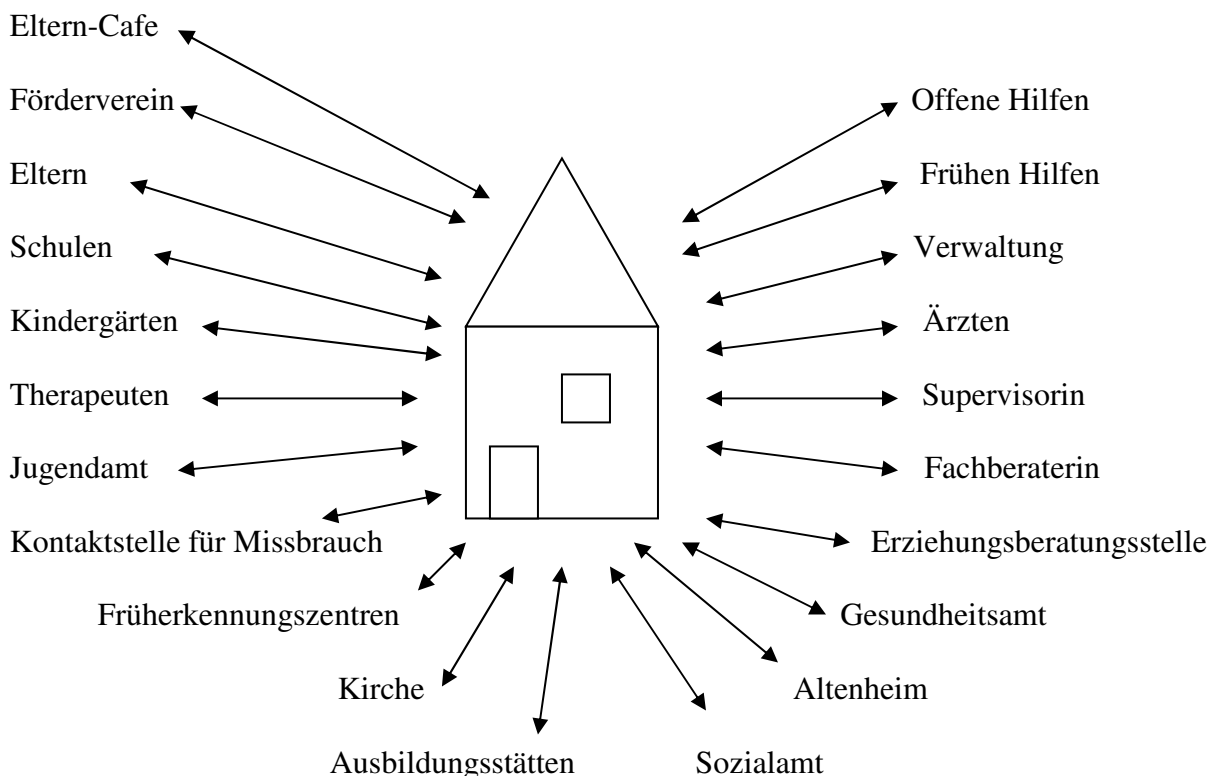 Eltern-Cafe
Förderverein
Offene Hilfen
Eltern
Frühen Hilfen
Schulen
Verwaltung
Kindergärten
Ärzten
Therapeuten
Supervisorin
Jugendamt
Fachberaterin
Kontaktstelle für Missbrauch
Erziehungsberatungsstelle
Früherkennungszentren
Gesundheitsamt
Kirche
Altenheim
Ausbildungsstätten
Sozialamt